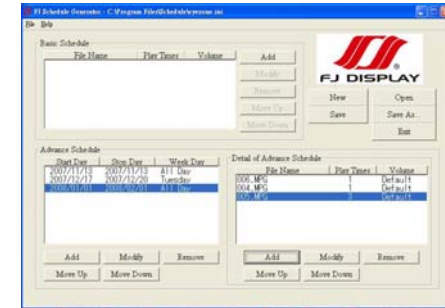 FJ Schedule Generator - C:\Program Files\Schedule\eyezone.ini
File Help
Basic Schedule
File Name Play Times Volume
Add
Modify
Remove
Move Up
Move Down
FJ DISPLAY
New Open
Save Save As..
Exit
Advance Schedule
Start Day Stop Day Week Day
2007/11/13 2007/11/13 All Day
2007/12/17 2007/12/20 Tuesday
2008/01/01 2008/02/01 All Day
Add Modify Remove
Move Up Move Down
Detail of Advance Schedule
File Name Play Times Volume
006.MPG 1 Default
004.MPG 1 Default
005.MPG 3 Default
Add Modify Remove
Move Up Move Down